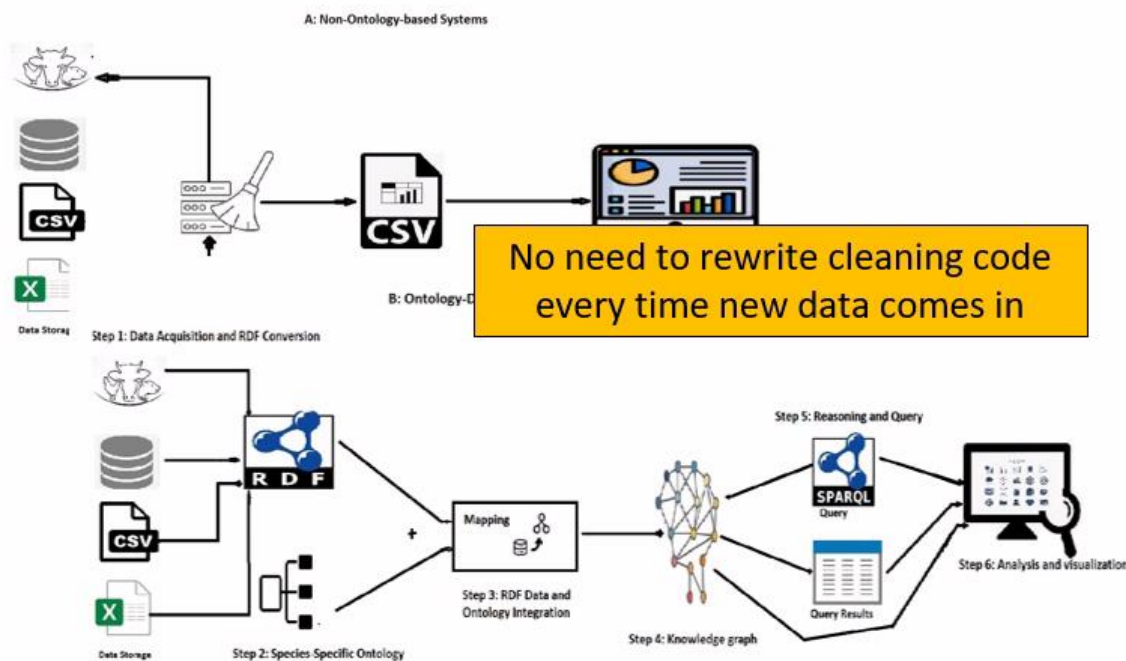 A: Non-Ontology-based Systems
CSV
CSV
X
Data Storag
No need to rewrite cleaning code
every time new data comes in
B: Ontology-D
Step 1: Data Acquisition and RDF Conversion
RDF
CSV
X
Data Storage
Step 2: Species-Specific Ontology
+
Mapping
Step 3: RDF Data and
Ontology Integration
Step 4: Knowledge graph
Step 5: Reasoning and Query
SPARQL
Query
Query Results
Step 6: Analysis and visualization